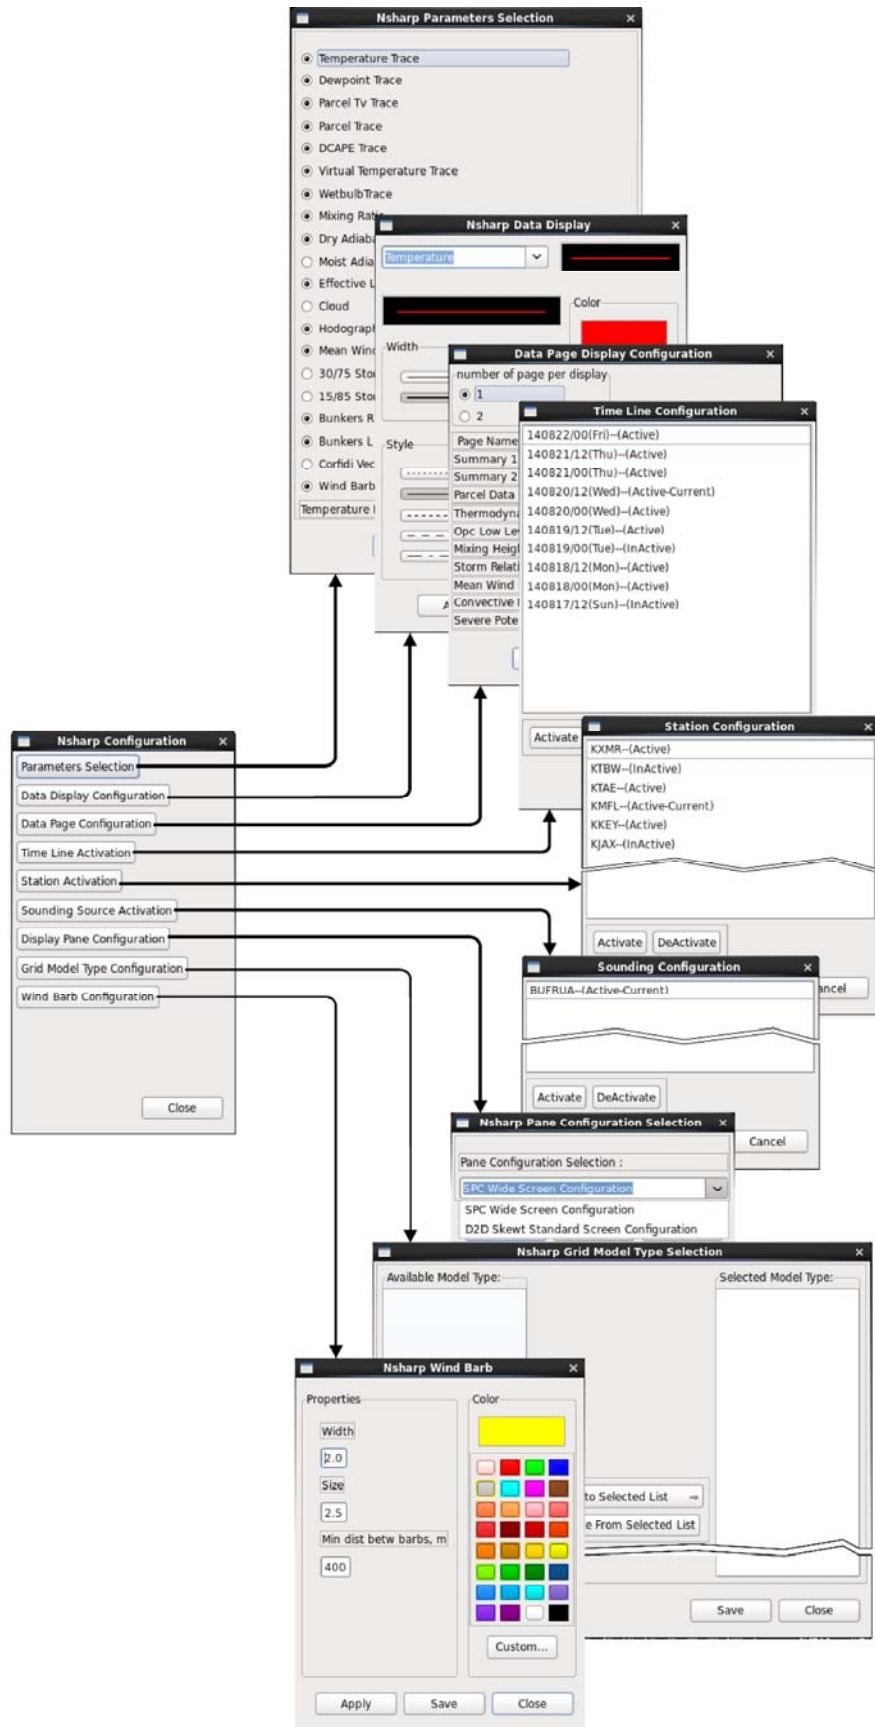 Nsharp Parameters Selection
Temperature Trace
Dewpoint Trace
Parcel Tv Trace
Parcel Trace
DCAPE Trace
Virtual Temperature Trace
WetbulbTrace
Mixing Ratio
Dry Adiaba
Moist Adia
Effective L
Cloud
Hodograph
Mean Wind
30/75 Sto
15/85 Sto
Bunkers R
Bunkers L
Corfidi Vec
Wind Barb
Temperature
Nsharp Data Display
Temperature
Color
Width
Style
A
Data Page Display Configuration
number of page per display
1
2
Page Name
Summary 1
Summary 2
Parcel Data
Thermodyna
Opc Low Le
Mixing Heigh
Storm Relati
Mean Wind
Convective I
Severe Pote
Time Line Configuration
140822/00(Fri)--(Active)
140821/12(Thu)--(Active)
140821/00(Thu)--(Active)
140820/12(Wed)--(Active-Current)
140820/00(Wed)--(Active)
140819/12(Tue)--(Active)
140819/00(Tue)--(InActive)
140818/12(Mon)--(Active)
140818/00(Mon)--(Active)
140817/12(Sun)--(InActive)
Activate
Station Configuration
KXMR--(Active)
KTBW--(InActive)
KTAE--(Active)
KMFL--(Active-Current)
KKEY--(Active)
KJAX--(InActive)
Activate DeActivate
ancel
Nsharp Configuration
Parameters Selection
Data Display Configuration
Data Page Configuration
Time Line Activation
Station Activation
Sounding Source Activation
Display Pane Configuration
Grid Model Type Configuration
Wind Barb Configuration
Close
Sounding Configuration
BUFRUA--(Active-Current)
Activate DeActivate
Cancel
Nsharp Pane Configuration Selection
Pane Configuration Selection :
SPC Wide Screen Configuration
SPC Wide Screen Configuration
D2D Skewt Standard Screen Configuration
Nsharp Grid Model Type Selection
Available Model Type:
Selected Model Type:
to Selected List
e From Selected List
Save Close
Nsharp Wind Barb
Properties
Width
2.0
Size
2.5
Min dist betw barbs, m
400
Color
Custom...
Apply Save Close